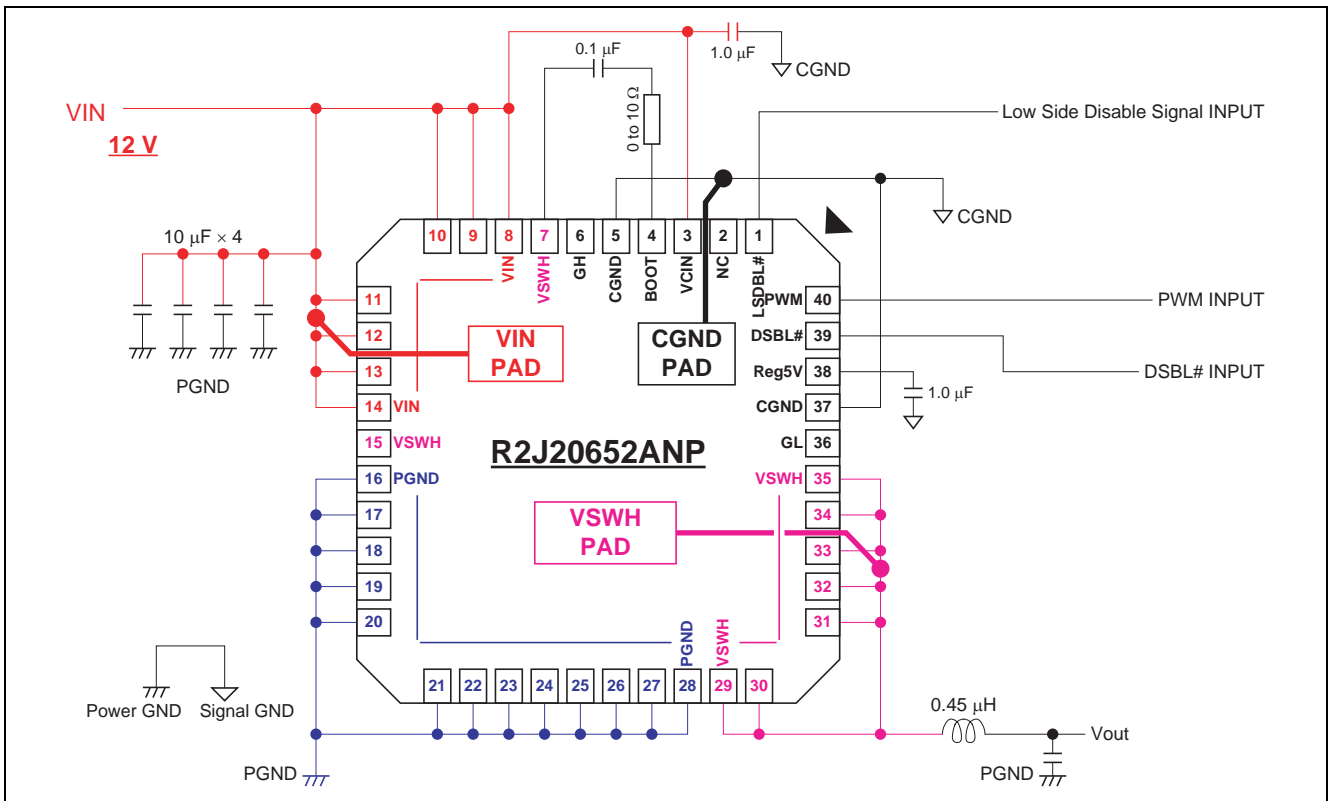 0.1 μF
1.0 μF
CGND
VIN
12 V
0 to 10 Ω
Low Side Disable Signal INPUT
CGND
10 μF × 4
PGND
10
9
8
7
6
5
4
3
2
1
VIN
VSWH
GH
CGND
BOOT
VCIN
NC
LSDBL#
11
12
13
14
VIN
15
VSWH
16
PGND
17
18
19
20
VIN
PAD
CGND
PAD
R2J20652ANP
VSWH
PAD
PWM
40
PWM INPUT
DSBL#
39
Reg5V
38
DSBL# INPUT
1.0 μF
CGND
37
GL
36
VSWH
35
34
33
32
31
PGND
VSWH
21
22
23
24
25
26
27
28
29
30
Power GND
Signal GND
PGND
0.45 μH
Vout
PGND